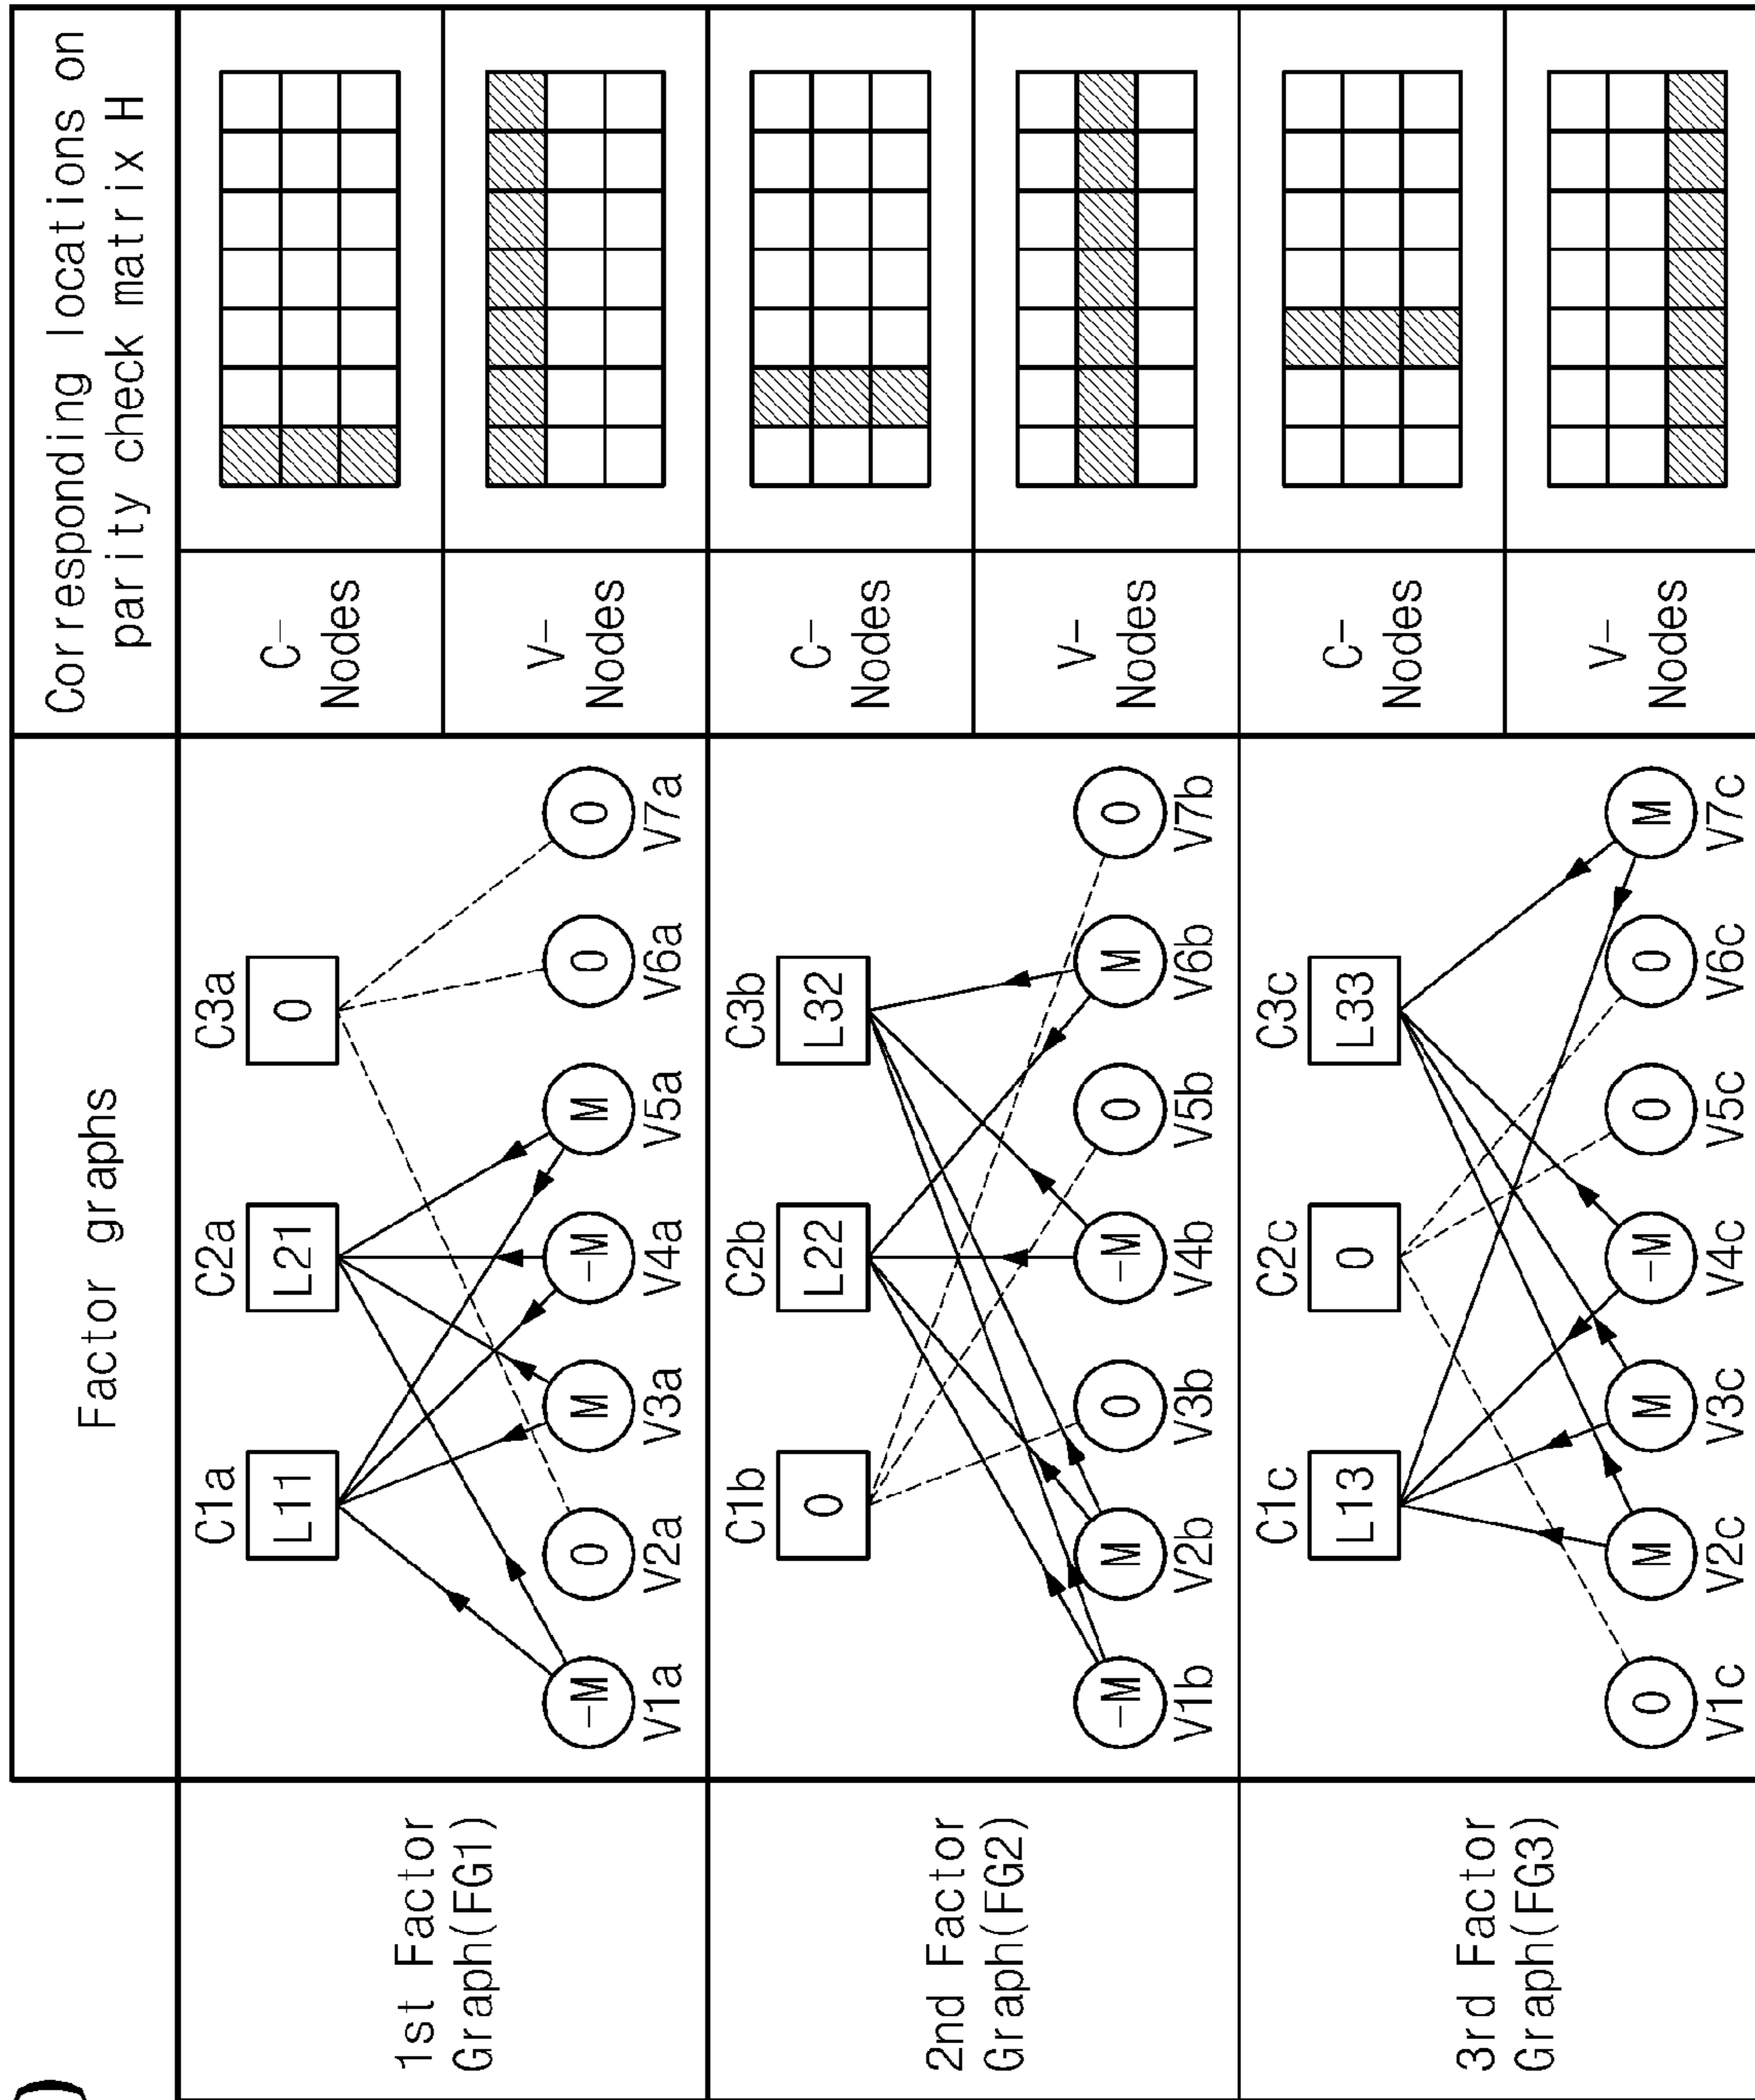 )
Factor graphs
Corresponding locations on
parity check matrix H
1st Factor
Graph(FG1)
C1a C2a C3a
L11 L21 0
-M 0 M -M M 0 0
V1a V2a V3a V4a V5a V6a V7a
C-
Nodes
V-
Nodes
2nd Factor
Graph(FG2)
C1b C2b C3b
0 L22 L32
-M M 0 -M 0 M 0
V1b V2b V3b V4b V5b V6b V7b
C-
Nodes
V-
Nodes
3rd Factor
Graph(FG3)
C1c C2c C3c
L13 0 L33
0 M M -M 0 0 M
V1c V2c V3c V4c V5c V6c V7c
C-
Nodes
V-
Nodes